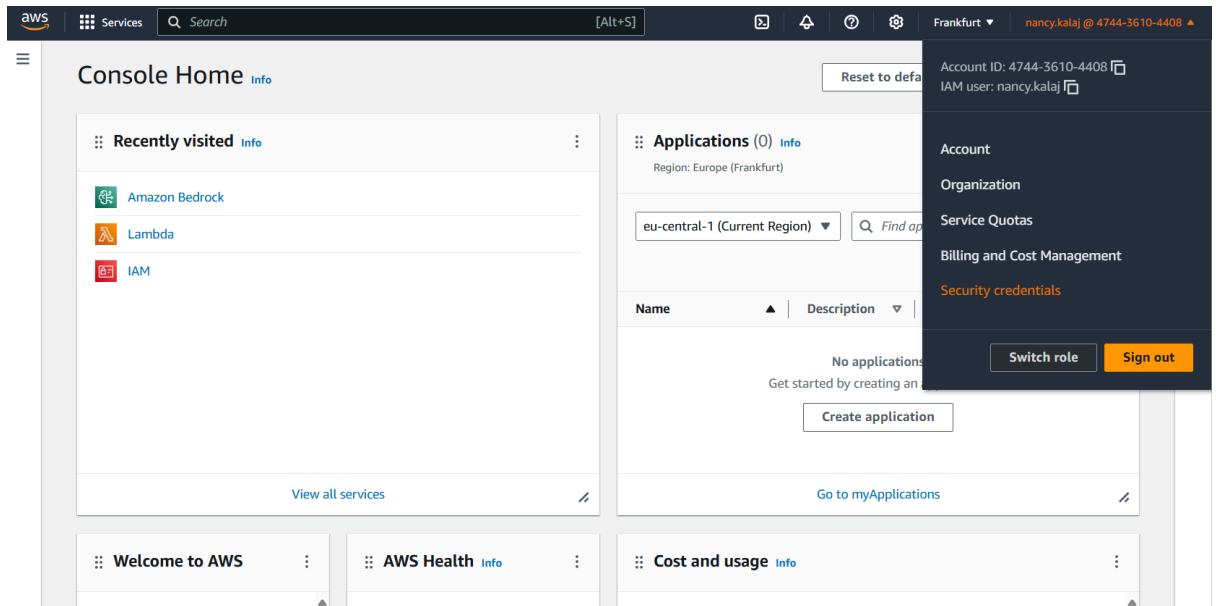 aws
Services
Search
[Alt+S]
Frankfurt
nancy.kalaj @ 4744-3610-4408
Account ID: 4744-3610-4408
IAM user: nancy.kalaj
Account
Organization
Service Quotas
Billing and Cost Management
Security credentials
Switch role
Sign out
Console Home Info
Reset to defa
Recently visited Info
Amazon Bedrock
Lambda
IAM
View all services
Applications (0) Info
Region: Europe (Frankfurt)
eu-central-1 (Current Region)
Find ap
Name
Description
No applications
Get started by creating an
Create application
Go to myApplications
Welcome to AWS
AWS Health Info
Cost and usage Info